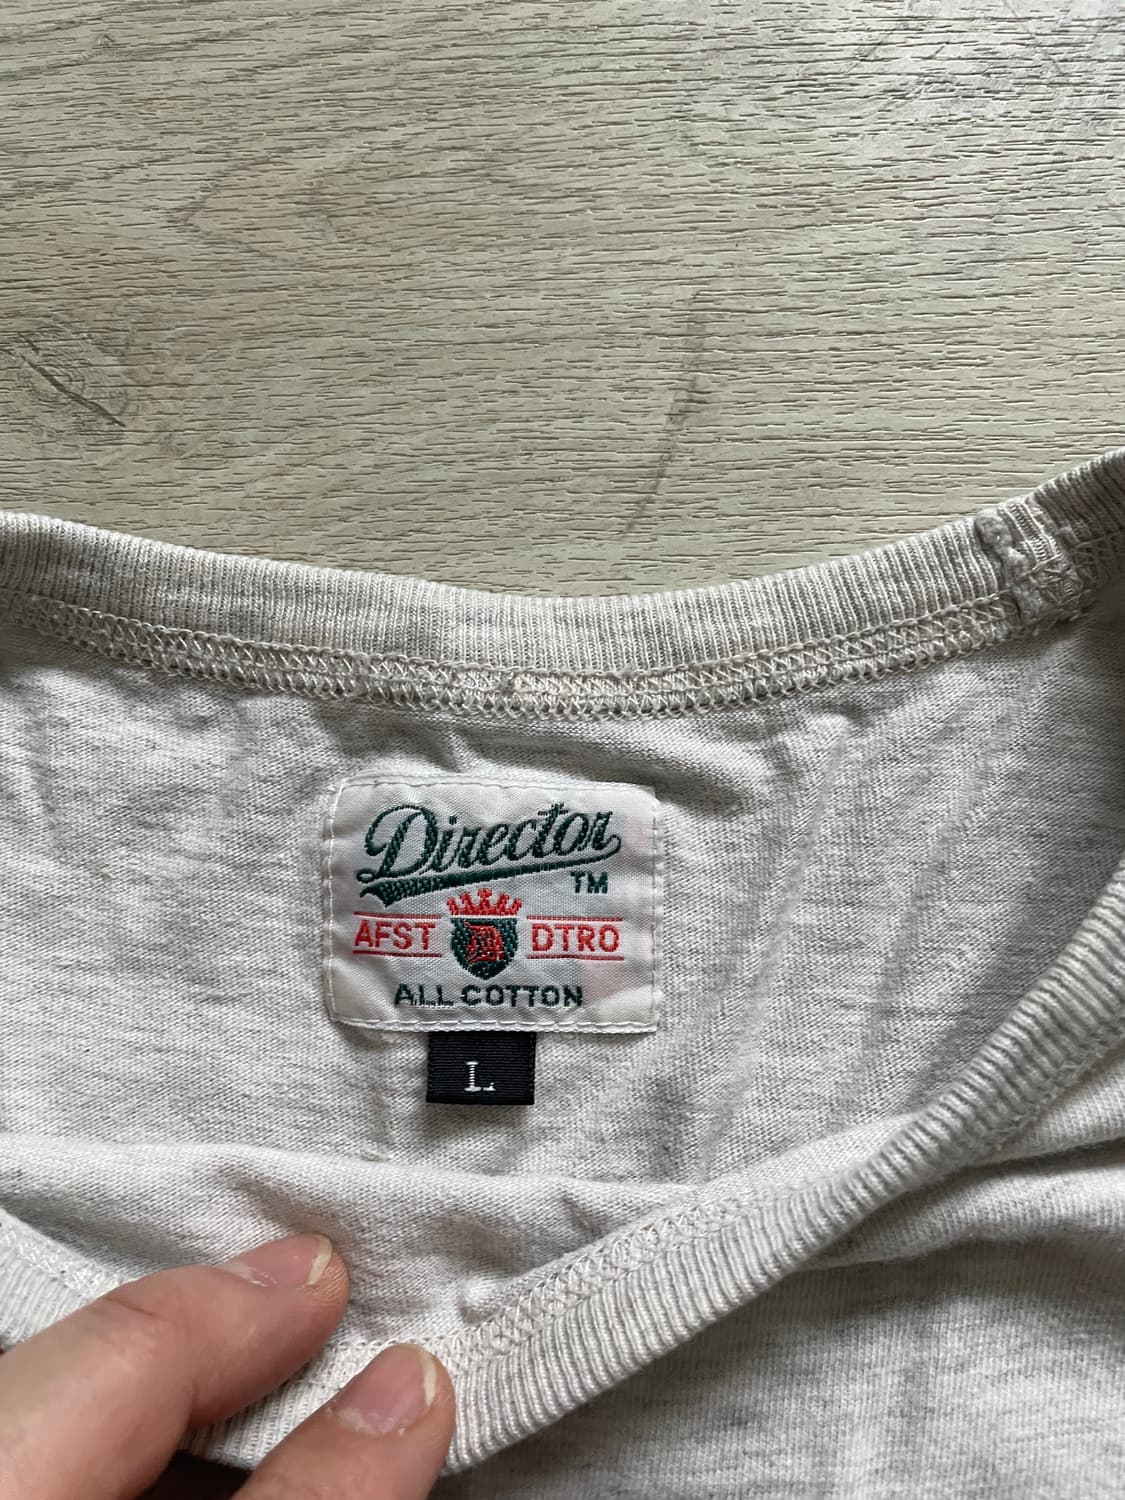 Director
TM
AFST D DTRO
ALL COTTON
L